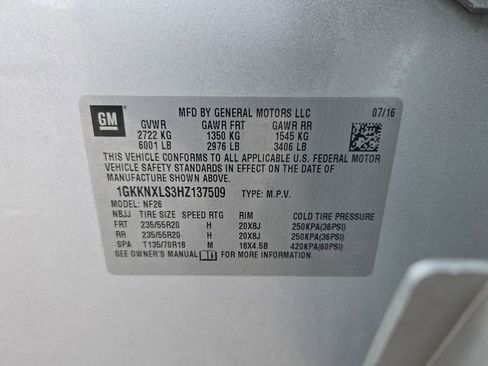 GM
MFD BY GENERAL MOTORS LLC 07/16
GVWR GAWR FRT GAWR RR
2722 KG 1350 KG 1545 KG
6001 LB 2976 LB 3406 LB
THIS VEHICLE CONFORMS TO ALL APPLICABLE U.S. FEDERAL MOTOR
VEHICLE SAFETY STANDARDS IN EFFECT ON THE DATE OF
MANUFACTURE SHOWN ABOVE.
1GKKNXLS3HZ137509 TYPE: M.P.V.
MODEL: NF26
NBJJ TIRE SIZE SPEED RTG RIM COLD TIRE PRESSURE
FRT 235/55R20 H 20X8J 250KPA(36PSI)
RR 235/55R20 H 20X8J 250KPA(36PSI)
SPA T135/70R18 M 18X4.5B 420KPA(60PSI)
SEE OWNER'S MANUAL FOR MORE INFORMATION.